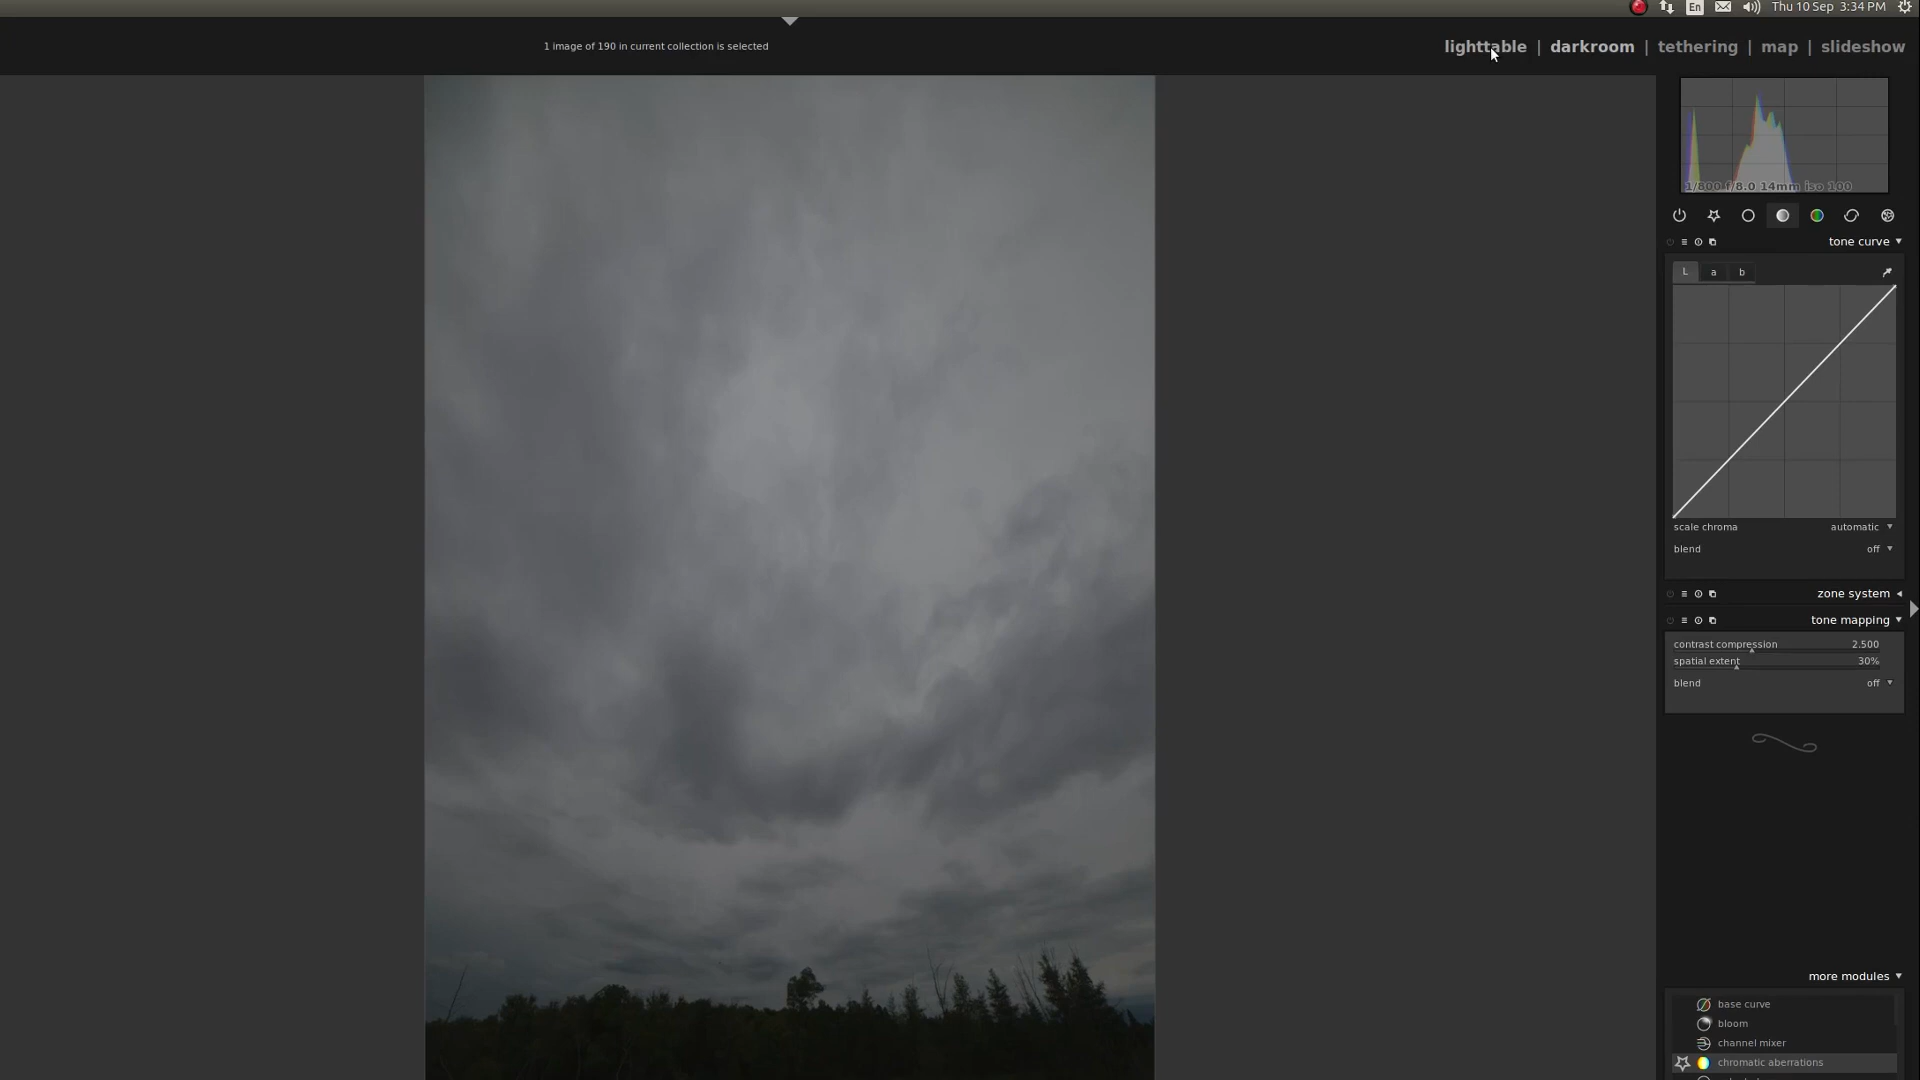 En Thu 10 Sep 3:34 PM
1 image of 190 in current collection is selected
lighttable | darkroom | tethering | map | slideshow
1/800 f/8.0 14mm iso 100
tone curve
L a b
scale chroma automatic
blend off
zone system
tone mapping
contrast compression 2.500
spatial extent 30%
blend off
more modules
base curve
bloom
channel mixer
chromatic aberrations